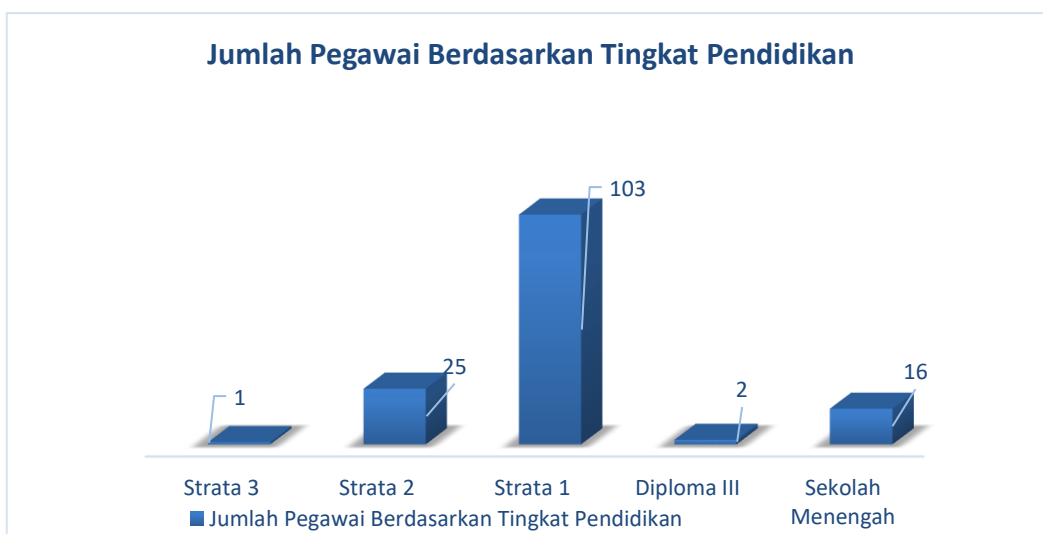 Jumlah Pegawai Berdasarkan Tingkat Pendidikan
103
25
1
2
16
Strata 3
Strata 2
Strata 1
Diploma III
Sekolah
Menengah
Jumlah Pegawai Berdasarkan Tingkat Pendidikan